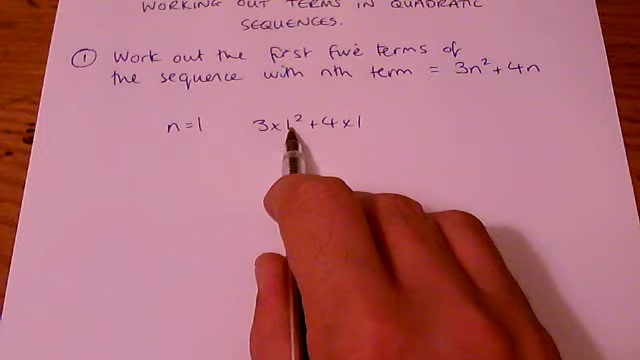 WORKING OUT TERMS IN QUADRATIC
SEQUENCES.
① Work out the first five terms of
the sequence with nth term = 3n²+4n
n=1 3×1²+4×1